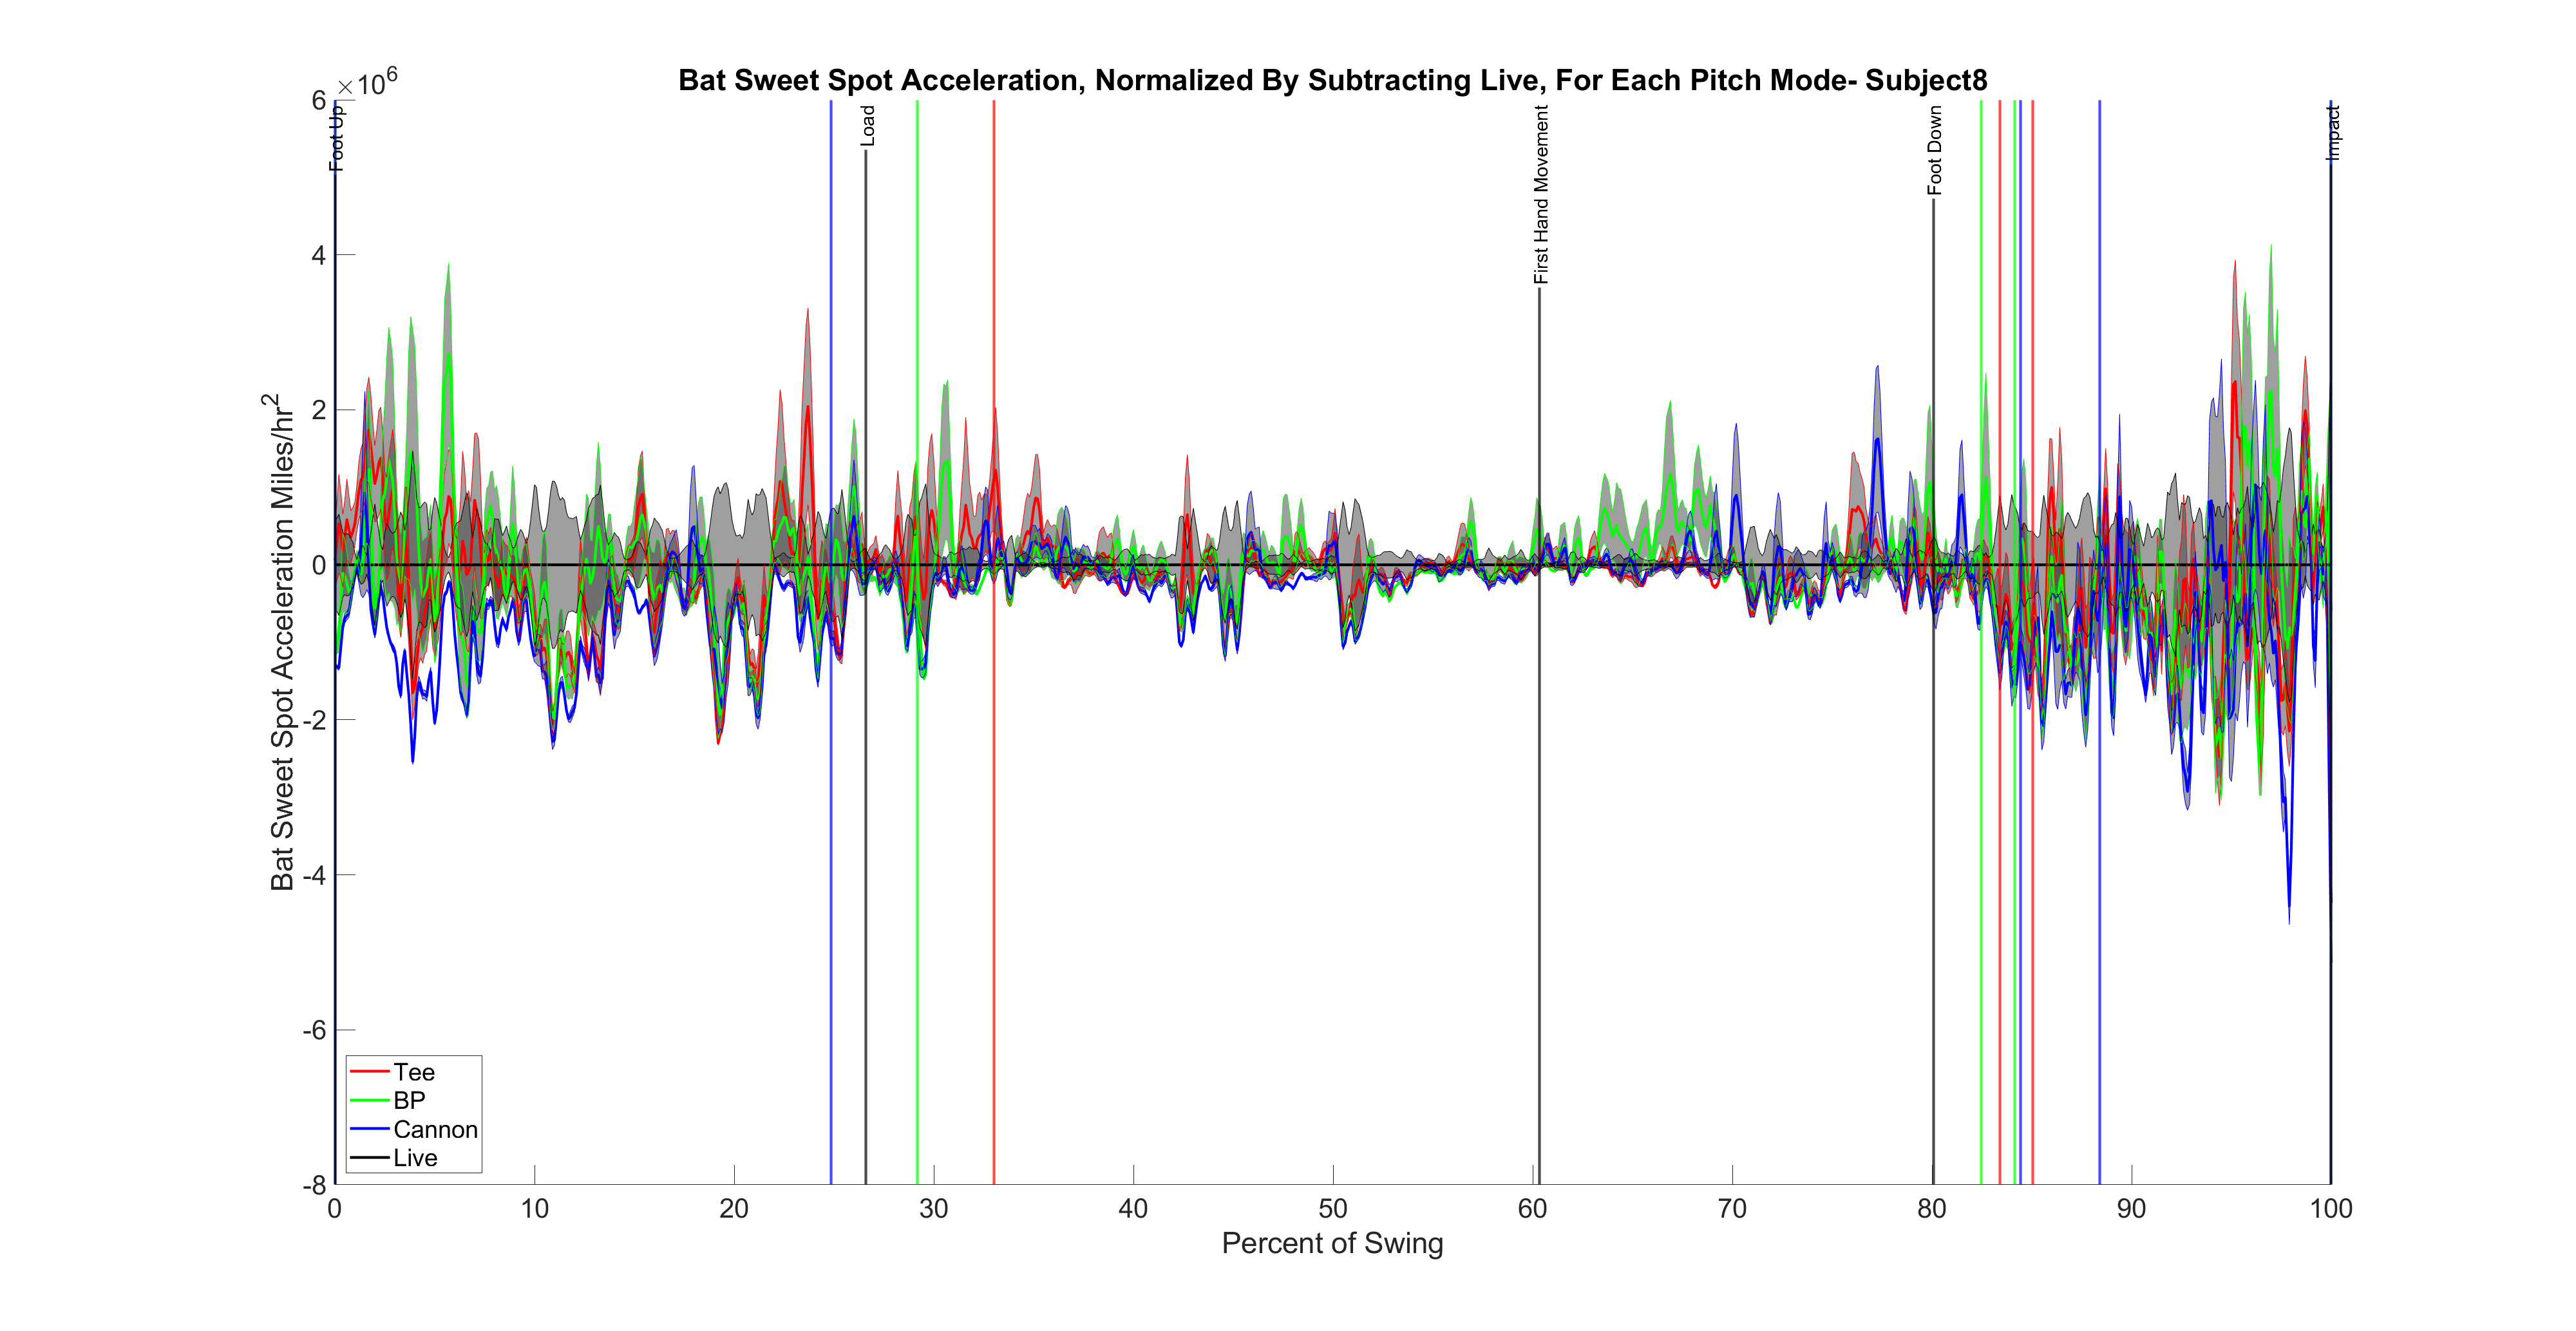 Bat Sweet Spot Acceleration, Normalized By Subtracting Live, For Each Pitch Mode- Subject8
×10^6
6
4
2
0
-2
-4
-6
-8
Bat Sweet Spot Acceleration Miles/hr^2
Foot Up
Load
First Hand Movement
Foot Down
Impact
Tee
BP
Cannon
Live
0 10 20 30 40 50 60 70 80 90 100
Percent of Swing